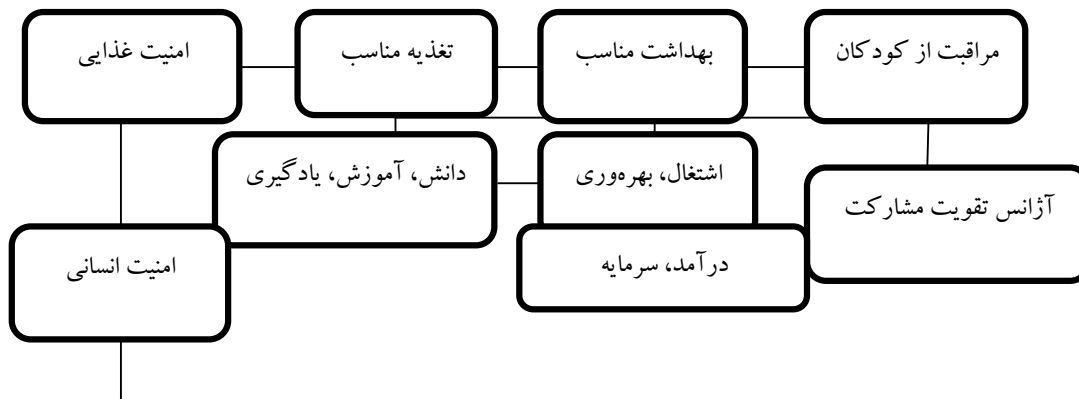 مراقبت از کودکان
بهداشت مناسب
تغذیه مناسب
امنیت غذایی
آژانس تقویت مشارکت
اشتغال، بهره‌وری
دانش، آموزش، یادگیری
درآمد، سرمایه
امنیت انسانی